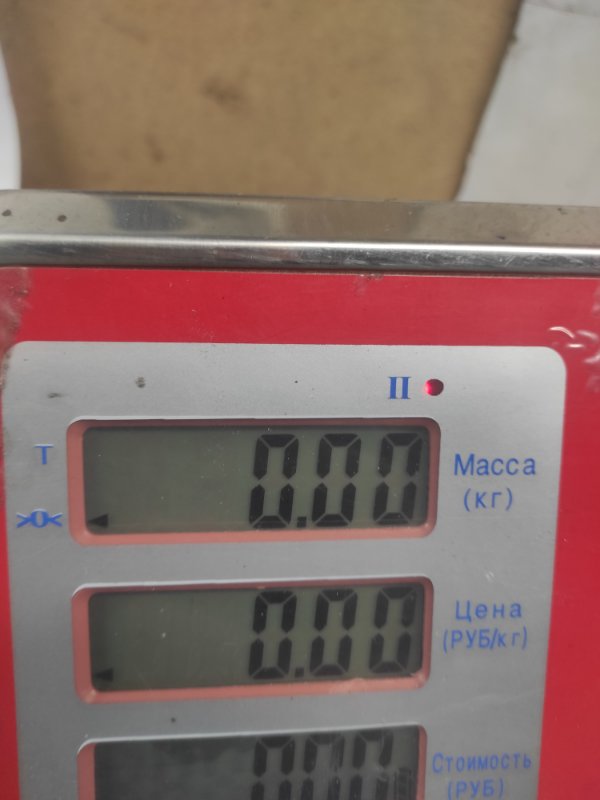 II
T
0.00
Масса
(кг)
>0<
0.00
Цена
(РУБ/кг)
Стоимость
(РУБ)